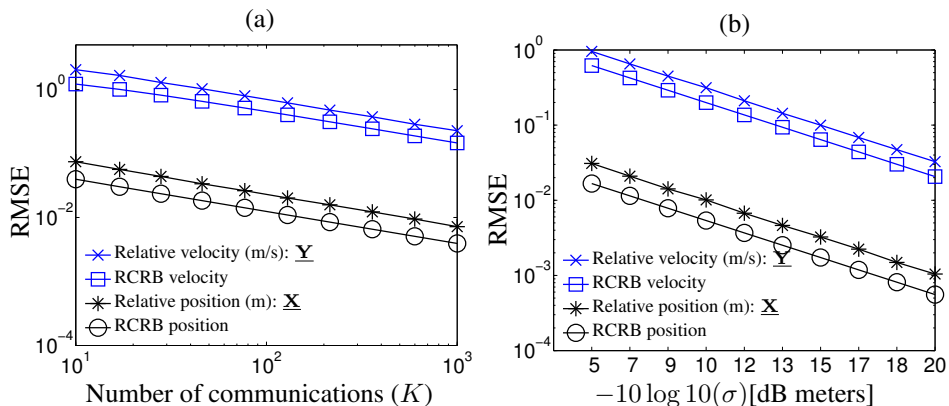 (a)
RMSE
10^0
10^-2
10^-4
Relative velocity (m/s): Y
RCRB velocity
Relative position (m): X
RCRB position
10^1 10^2 10^3
Number of communications (K)
(b)
RMSE
10^0
10^-1
10^-2
10^-3
10^-4
Relative velocity (m/s): Y
RCRB velocity
Relative position (m): X
RCRB position
5 7 9 10 12 13 15 17 18 20
−10 log 10(σ)[dB meters]